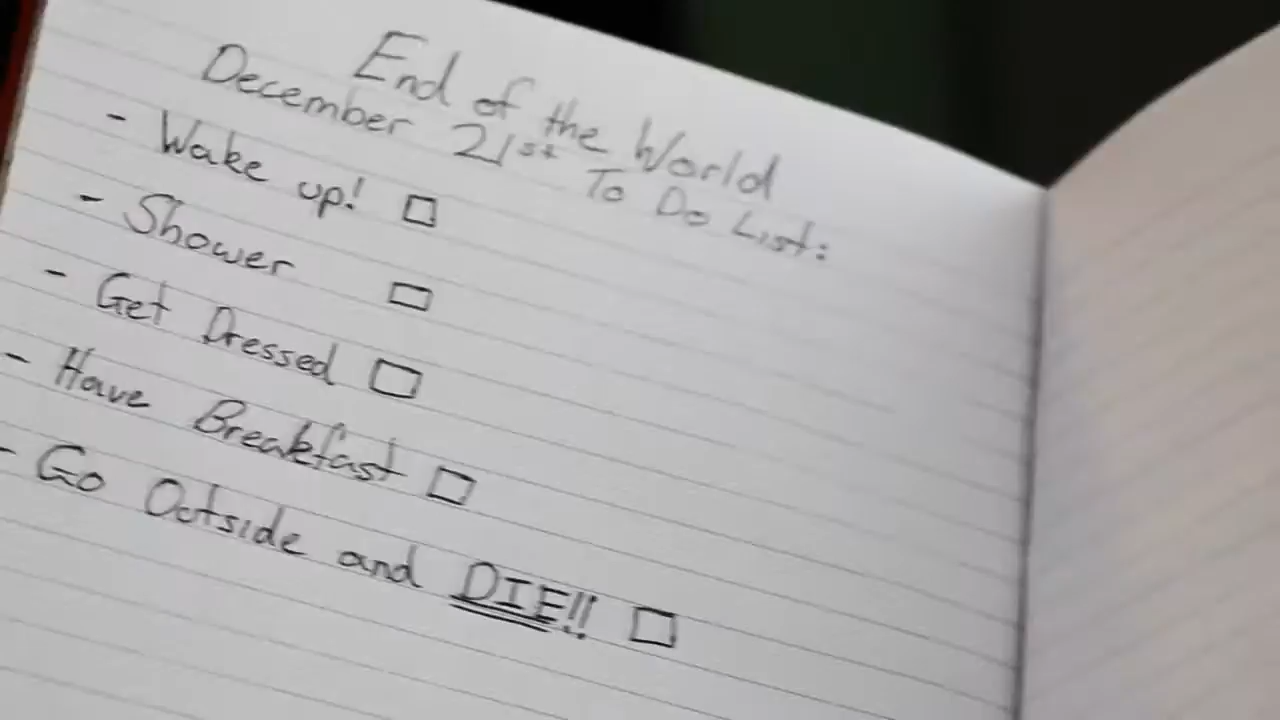 End of the World
December 21st To Do List:
- Wake up! ☐
- Shower ☐
- Get Dressed ☐
- Have Breakfast ☐
- Go Outside and DIE!! ☐